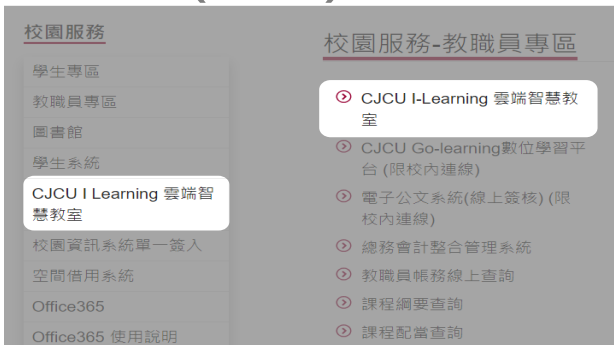 校園服務
學生專區
教職員專區
圖書館
學生系統
CJCU I Learning 雲端智
慧教室
校園資訊系統單一簽入
空間借用系統
Office365
Office365 使用說明
校園服務-教職員專區
CJCU I-Learning 雲端智慧教
室
CJCU Go-learning數位學習平
台 (限校內連線)
電子公文系統(線上簽核) (限
校內連線)
總務會計整合管理系統
教職員帳務線上查詢
課程綱要查詢
課程配當查詢